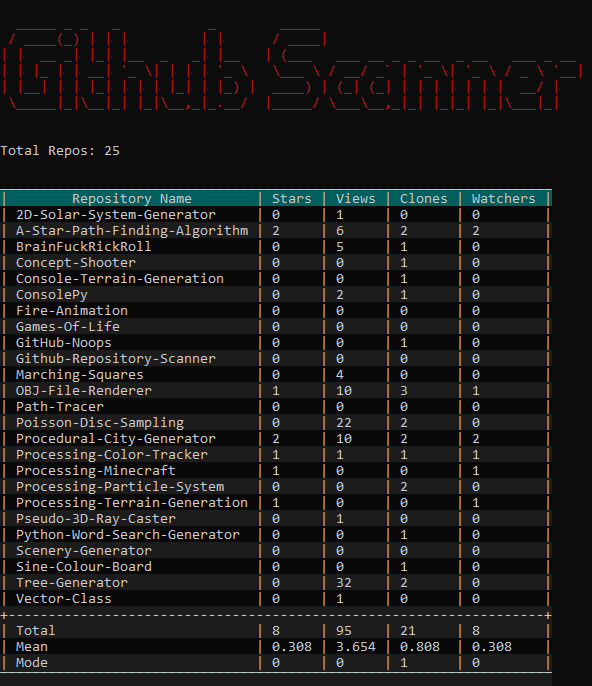 Github Scanner
Total Repos: 25
| Repository Name | Stars | Views | Clones | Watchers |
| 2D-Solar-System-Generator | 0 | 1 | 0 | 0 |
| A-Star-Path-Finding-Algorithm | 2 | 6 | 2 | 2 |
| BrainFuckRickRoll | 0 | 5 | 1 | 0 |
| Concept-Shooter | 0 | 0 | 1 | 0 |
| Console-Terrain-Generation | 0 | 0 | 1 | 0 |
| ConsolePy | 0 | 2 | 1 | 0 |
| Fire-Animation | 0 | 0 | 0 | 0 |
| Games-Of-Life | 0 | 0 | 0 | 0 |
| GitHub-Noops | 0 | 0 | 1 | 0 |
| Github-Repository-Scanner | 0 | 0 | 0 | 0 |
| Marching-Squares | 0 | 4 | 0 | 0 |
| OBJ-File-Renderer | 1 | 10 | 3 | 1 |
| Path-Tracer | 0 | 0 | 0 | 0 |
| Poisson-Disc-Sampling | 0 | 22 | 2 | 0 |
| Procedural-City-Generator | 2 | 10 | 2 | 2 |
| Processing-Color-Tracker | 1 | 1 | 1 | 1 |
| Processing-Minecraft | 1 | 0 | 0 | 1 |
| Processing-Particle-System | 0 | 0 | 2 | 0 |
| Processing-Terrain-Generation | 1 | 0 | 0 | 1 |
| Pseudo-3D-Ray-Caster | 0 | 1 | 0 | 0 |
| Python-Word-Search-Generator | 0 | 0 | 1 | 0 |
| Scenery-Generator | 0 | 0 | 0 | 0 |
| Sine-Colour-Board | 0 | 0 | 1 | 0 |
| Tree-Generator | 0 | 32 | 2 | 0 |
| Vector-Class | 0 | 1 | 0 | 0 |
+-------------------------------------------------------------------+
| Total | 8 | 95 | 21 | 8 |
| Mean | 0.308 | 3.654 | 0.808 | 0.308 |
| Mode | 0 | 0 | 1 | 0 |